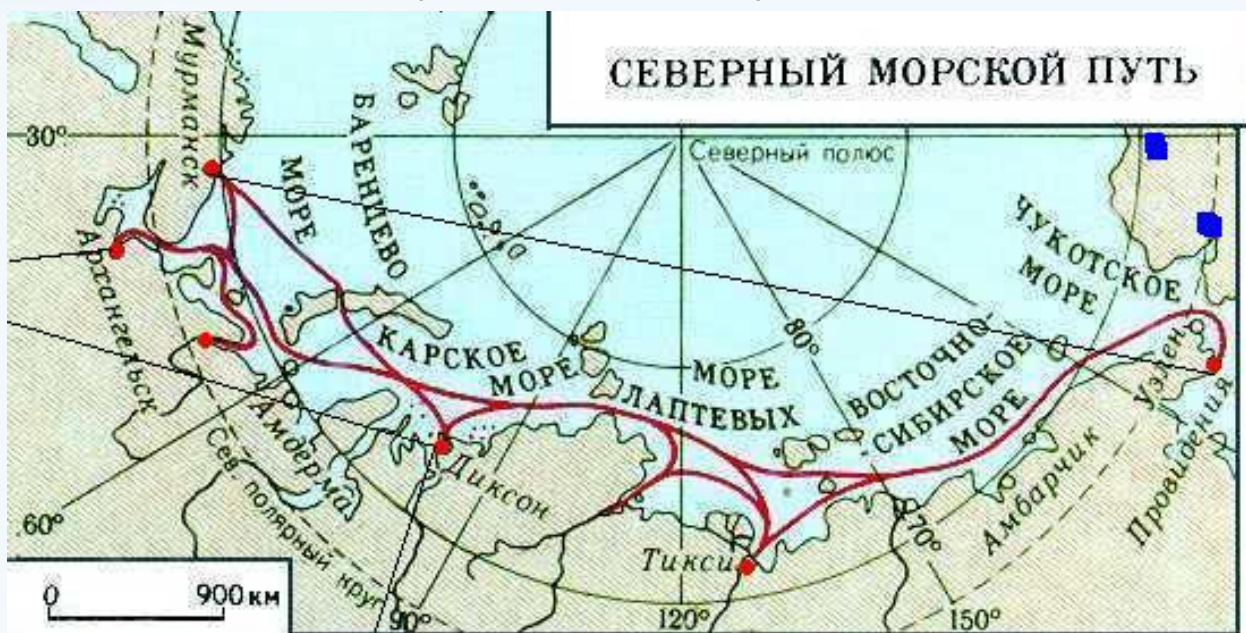 СЕВЕРНЫЙ МОРСКОЙ ПУТЬ
30°
Северный полюс
Мурманск
БАРЕНЦЕВО
МОРЕ
Архангельск
ЧУКОТСКОЕ
МОРЕ
КАРСКОЕ
МОРЕ
МОРЕ
ЛАПТЕВЫХ
80°
ВОСТОЧНО-
-СИБИРСКОЕ
МОРЕ
Уэлен
Провидения
Амбарчик
Амдерма
Диксон
Тикси
Сев. полярный круг
60°
70°
90°
120°
150°
0 900 км